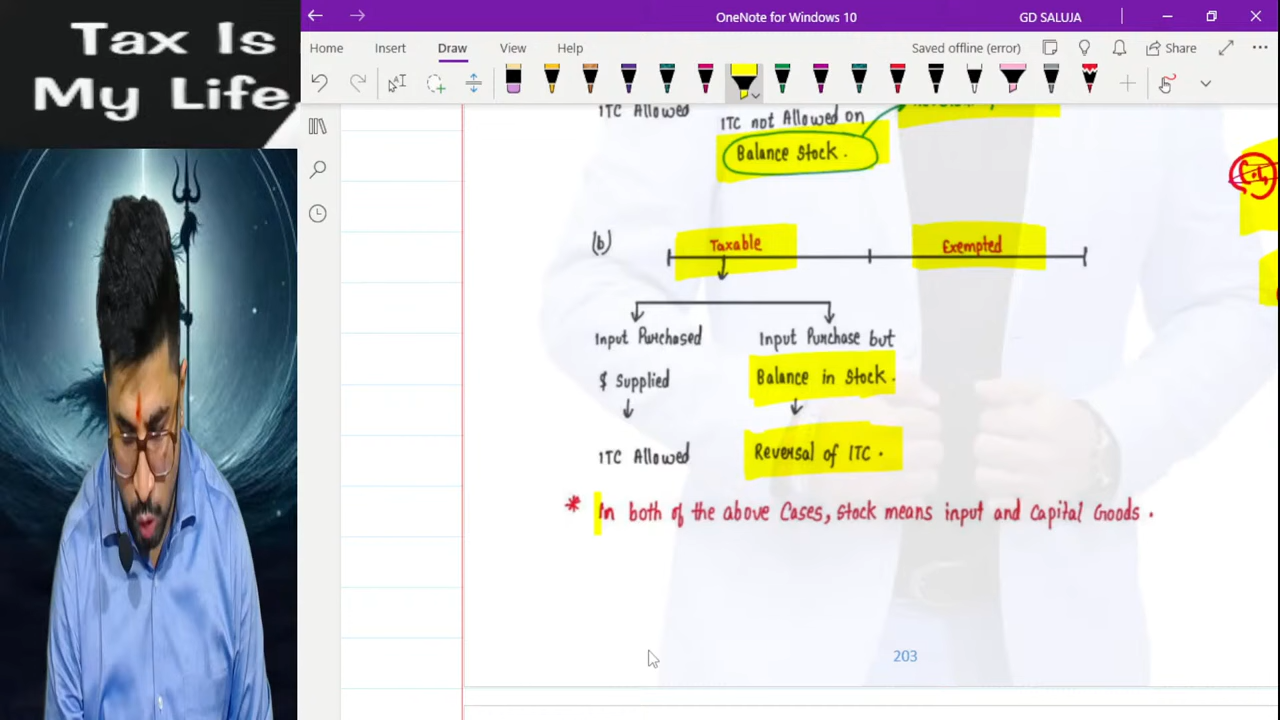 Tax Is
My Life,
OneNote for Windows 10
GD SALUJA
Home Insert Draw View Help
Saved offline (error)
Share
ITC Allowed
ITC not Allowed on
Balance Stock.
(b)
Taxable
Exempted
Input Purchased
Input Purchase but
$ Supplied
Balance in Stock.
ITC Allowed
Reversal of ITC.
* In both of the above Cases, Stock means input and Capital Goods.
203